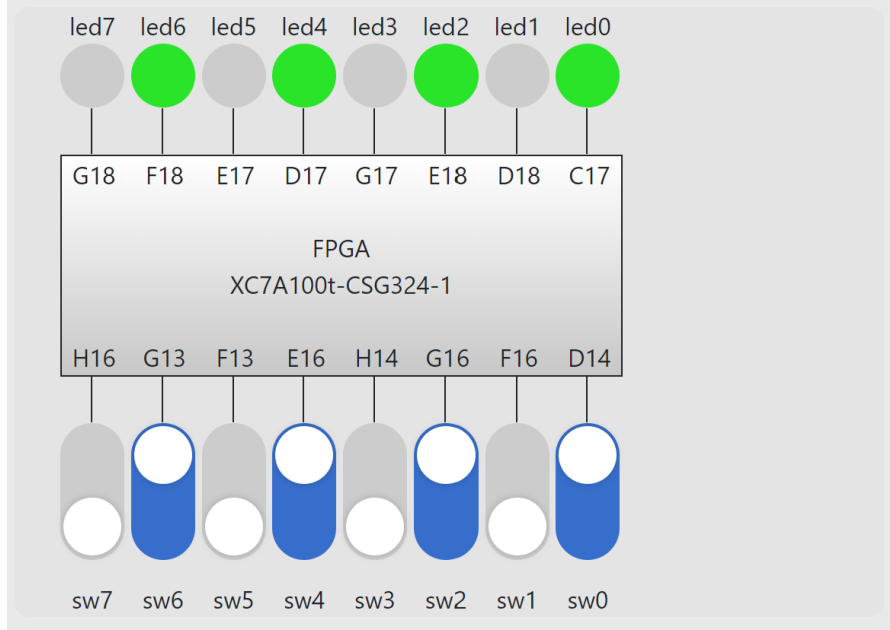 led7 led6 led5 led4 led3 led2 led1 led0
G18 F18 E17 D17 G17 E18 D18 C17
FPGA
XC7A100t-CSG324-1
H16 G13 F13 E16 H14 G16 F16 D14
sw7 sw6 sw5 sw4 sw3 sw2 sw1 sw0